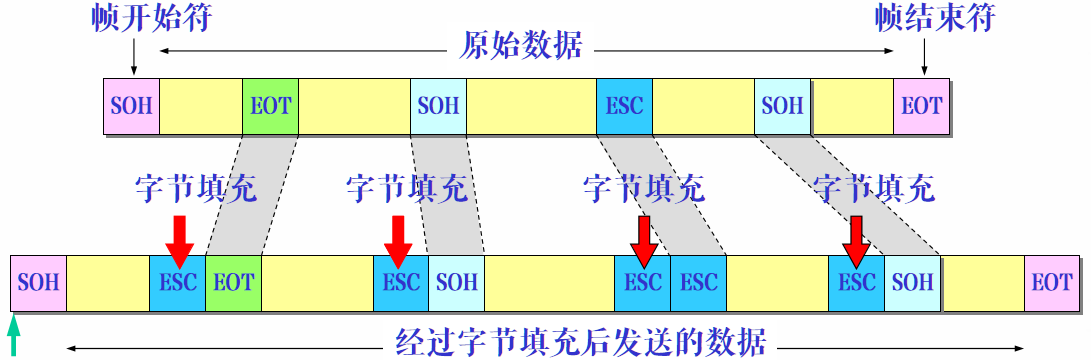 帧开始符 帧结束符
原始数据
SOH EOT SOH ESC SOH EOT
字节填充 字节填充 字节填充 字节填充
SOH ESC EOT ESC SOH ESC ESC ESC SOH EOT
经过字节填充后发送的数据